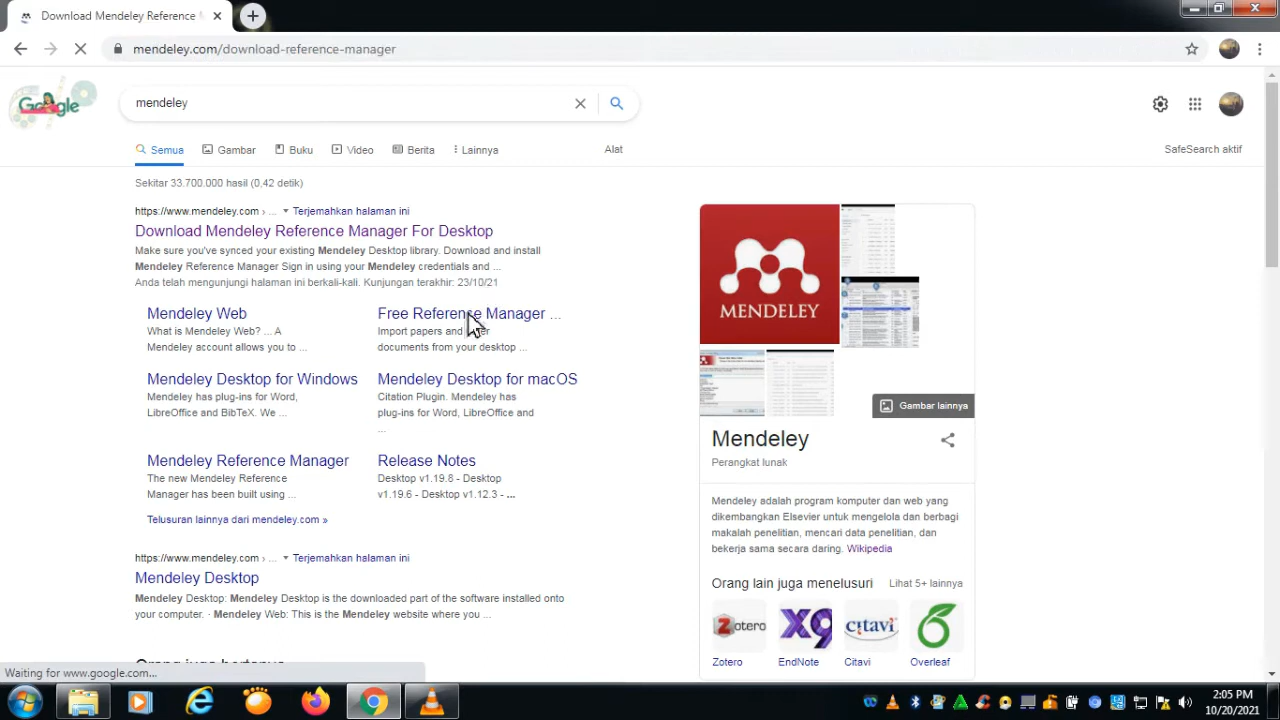 Download Mendeley Reference M
mendeley.com/download-reference-manager
Google
mendeley
Semua
Gambar
Buku
Video
Berita
Lainnya
Alat
SafeSearch aktif
Sekitar 33.700.000 hasil (0,42 detik)
https://www.mendeley.com › ... Terjemahkan halaman ini
Download Mendeley Reference Manager For Desktop
Make sure you've synced your existing Mendeley Desktop library. Download and install
Mendeley Reference Manager Sign in using your Mendeley credentials and ...
Anda telah mengunjungi halaman ini berkali-kali. Kunjungan terakhir: 23/10/21
Mendeley Web
What is Mendeley Web? ... A
account allows you to ...
Free Reference Manager ...
Import papers and other
documents from your desktop ...
Mendeley Desktop for Windows
Mendeley has plug-ins for Word,
LibreOffice and BibTeX. We ...
Mendeley Desktop for macOS
Citation Plugin. Mendeley has
plug-ins for Word, LibreOffice and
...
Mendeley Reference Manager
The new Mendeley Reference
Manager has been built using ...
Release Notes
Desktop v1.19.8 - Desktop
v1.19.6 - Desktop v1.12.3 - ...
Telusuran lainnya dari mendeley.com »
https://www.mendeley.com › ... Terjemahkan halaman ini
Mendeley Desktop
Mendeley Desktop: Mendeley Desktop is the downloaded part of the software installed onto
your computer. · Mendeley Web: This is the Mendeley website where you ...
Orang juga bertanya
MENDELEY
Gambar lainnya
Mendeley
Perangkat lunak
Mendeley adalah program komputer dan web yang
dikembangkan Elsevier untuk mengelola dan berbagi
makalah penelitian, mencari data penelitian, dan
bekerja sama secara daring. Wikipedia
Orang lain juga menelusuri
Lihat 5+ lainnya
zotero
citavi
Zotero
EndNote
Citavi
Overleaf
Waiting for www.google.com...
2:05 PM
10/20/2021